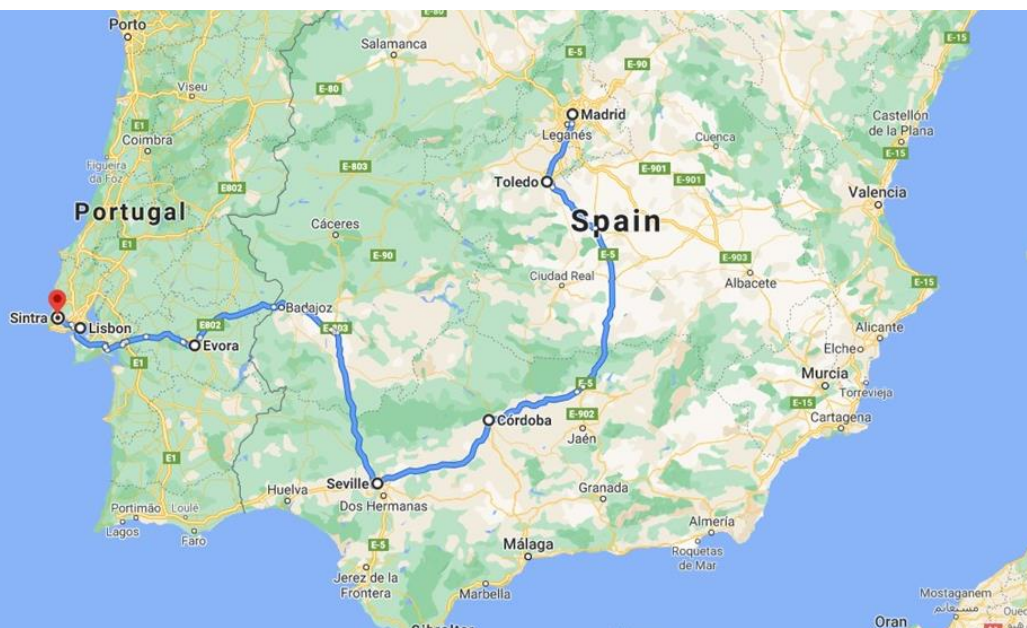 Porto
Salamanca
E-5
E-15
E-90
E-80
Viseu
Madrid
E1
Leganés
Castellón
de la Plana
Coimbra
Cuenca
Figueira
da Foz
E-803
E-901
E-901
E-15
Toledo
E802
Valencia
Portugal
Spain
Cáceres
E1
E-90
E-5
E-903
Ciudad Real
Albacete
E-15
Badajoz
Sintra
Lisbon
E802
E-803
Alicante
Evora
Elche
E1
Murcia
E-5
Torrevieja
E-15
Córdoba
E-902
Cartagena
Jaén
E1
Seville
Huelva
Granada
Dos Hermanas
Portimão
Loulé
Almería
Lagos
Faro
E-5
Málaga
Roquetas
de Mar
Jerez de la
Frontera
Marbella
Mostaganem
مستغانم
Oran